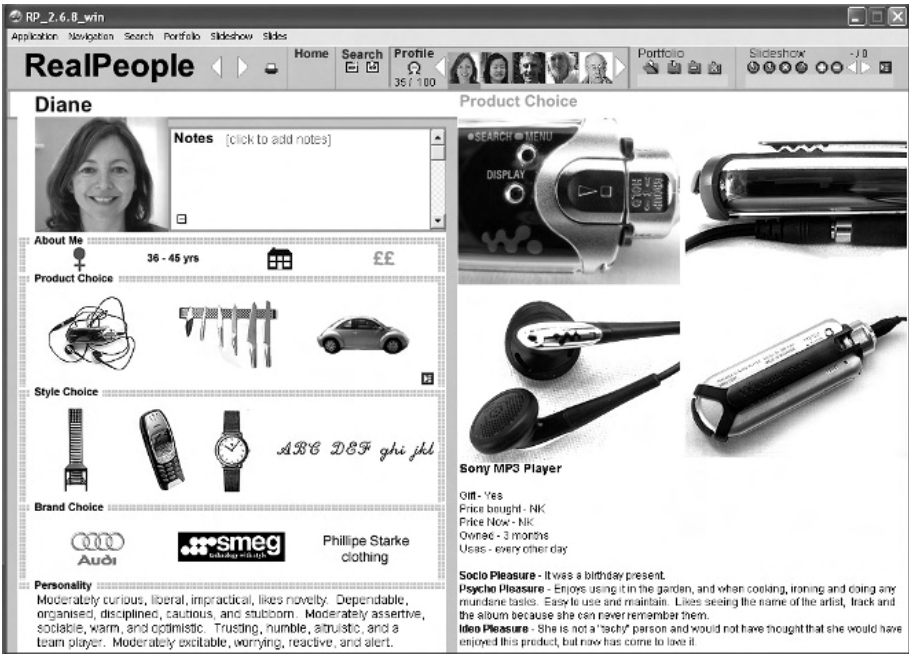 RP_2.6.8_win
Application Navigation Search Portfolio Slideshow Slides
RealPeople
Home Search Profile Portfolio Slideshow - / 0
35 / 100
Diane
Notes [click to add notes]
About Me
36 - 45 yrs ££
Product Choice
Style Choice
ABC DEF ghi jkl
Brand Choice
Audi
smeg
technology with style
Phillipe Starke
clothing
Personality
Moderately curious, liberal, impractical, likes novelty. Dependable,
organised, disciplined, cautious, and stubborn. Moderately assertive,
sociable, warm, and optimistic. Trusting, humble, altruistic, and a
team player. Moderately excitable, worrying, reactive, and alert.
Product Choice
SEARCH MENU
DISPLAY
HOLD
Sony MP3 Player
Gift - Yes
Price bought - NK
Price Now - NK
Owned - 3 months
Uses - every other day
Socio Pleasure - It was a birthday present.
Psycho Pleasure - Enjoys using it in the garden, and when cooking, ironing and doing any
mundane tasks. Easy to use and maintain. Likes seeing the name of the artist, track and
the album because she can never remember them.
Ideo Pleasure - She is not a "techy" person and would not have thought that she would have
enjoyed this product, but now has come to love it.